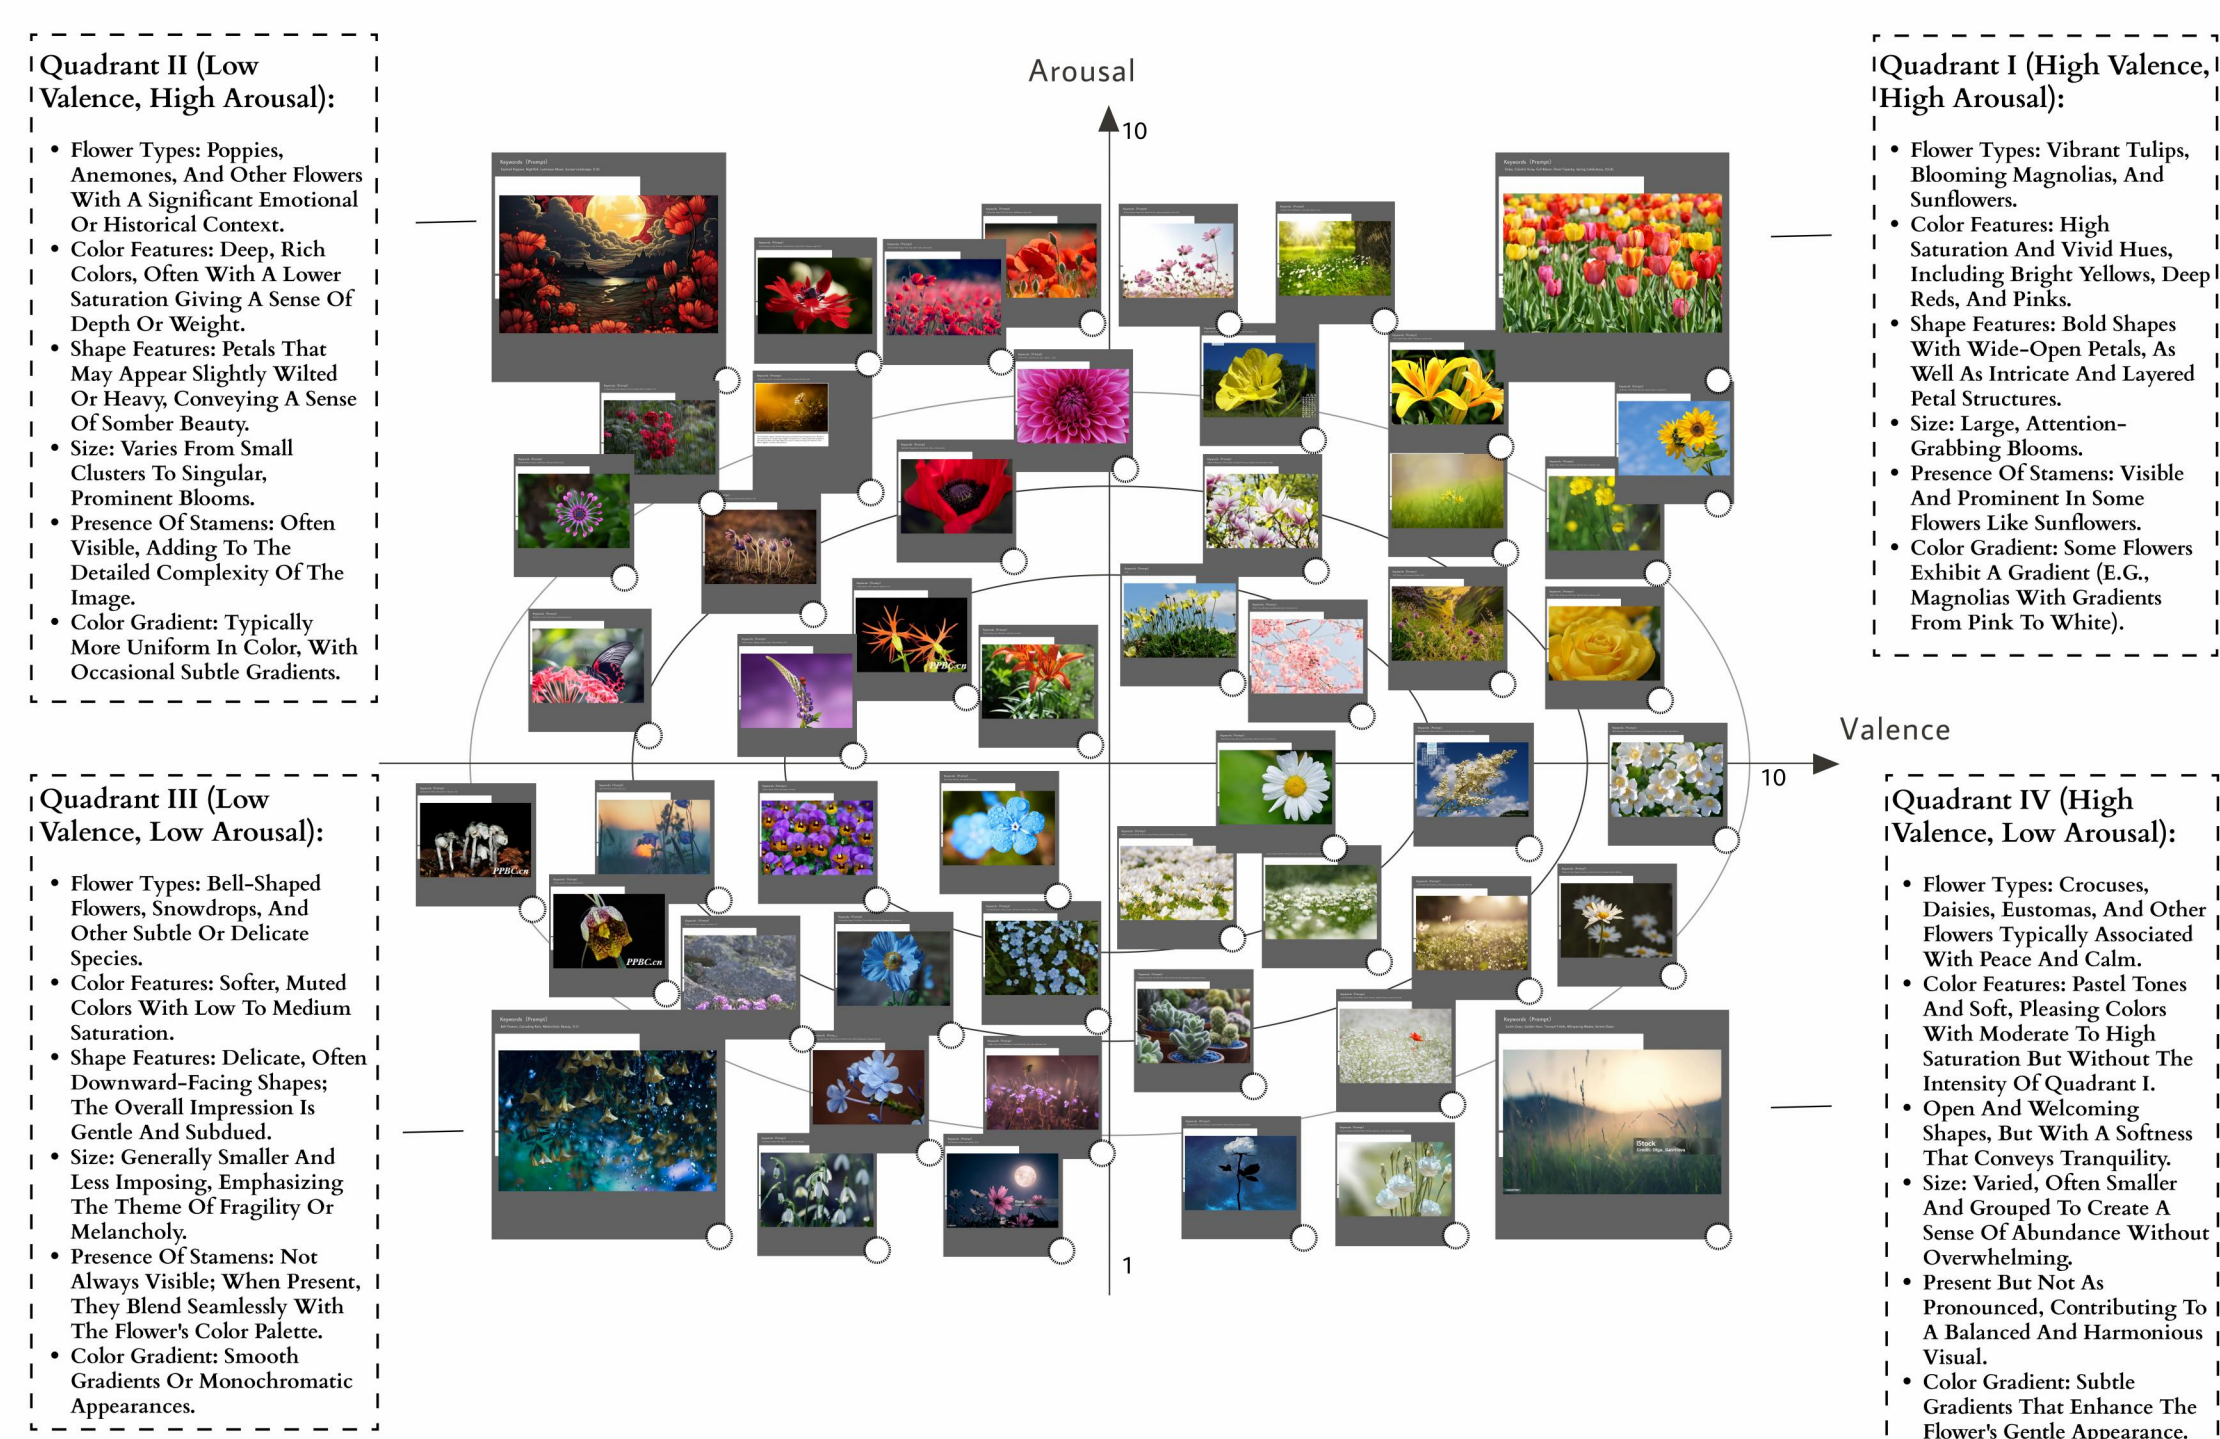 Quadrant II (Low
Valence, High Arousal):
• Flower Types: Poppies,
Anemones, And Other Flowers
With A Significant Emotional
Or Historical Context.
• Color Features: Deep, Rich
Colors, Often With A Lower
Saturation Giving A Sense Of
Depth Or Weight.
• Shape Features: Petals That
May Appear Slightly Wilted
Or Heavy, Conveying A Sense
Of Somber Beauty.
• Size: Varies From Small
Clusters To Singular,
Prominent Blooms.
• Presence Of Stamens: Often
Visible, Adding To The
Detailed Complexity Of The
Image.
• Color Gradient: Typically
More Uniform In Color, With
Occasional Subtle Gradients.
Arousal
10
Keywords (Prompt)
Keywords (Prompt)
Quadrant I (High Valence,
High Arousal):
• Flower Types: Vibrant Tulips,
Blooming Magnolias, And
Sunflowers.
• Color Features: High
Saturation And Vivid Hues,
Including Bright Yellows, Deep
Reds, And Pinks.
• Shape Features: Bold Shapes
With Wide-Open Petals, As
Well As Intricate And Layered
Petal Structures.
• Size: Large, Attention-
Grabbing Blooms.
• Presence Of Stamens: Visible
And Prominent In Some
Flowers Like Sunflowers.
• Color Gradient: Some Flowers
Exhibit A Gradient (E.G.,
Magnolias With Gradients
From Pink To White).
PPBC.cn
Valence
10
Quadrant III (Low
Valence, Low Arousal):
• Flower Types: Bell-Shaped
Flowers, Snowdrops, And
Other Subtle Or Delicate
Species.
• Color Features: Softer, Muted
Colors With Low To Medium
Saturation.
• Shape Features: Delicate, Often
Downward-Facing Shapes;
The Overall Impression Is
Gentle And Subdued.
• Size: Generally Smaller And
Less Imposing, Emphasizing
The Theme Of Fragility Or
Melancholy.
• Presence Of Stamens: Not
Always Visible; When Present,
They Blend Seamlessly With
The Flower's Color Palette.
• Color Gradient: Smooth
Gradients Or Monochromatic
Appearances.
PPBC.cn
PPBC.cn
Keywords (Prompt)
Keywords (Prompt)
iStock
1
Quadrant IV (High
Valence, Low Arousal):
• Flower Types: Crocuses,
Daisies, Eustomas, And Other
Flowers Typically Associated
With Peace And Calm.
• Color Features: Pastel Tones
And Soft, Pleasing Colors
With Moderate To High
Saturation But Without The
Intensity Of Quadrant I.
• Open And Welcoming
Shapes, But With A Softness
That Conveys Tranquility.
• Size: Varied, Often Smaller
And Grouped To Create A
Sense Of Abundance Without
Overwhelming.
• Present But Not As
Pronounced, Contributing To
A Balanced And Harmonious
Visual.
• Color Gradient: Subtle
Gradients That Enhance The
Flower's Gentle Appearance.